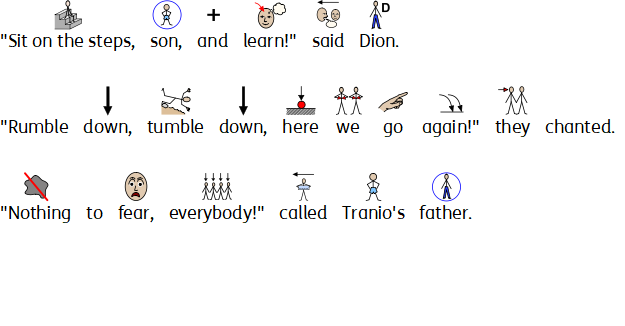 D
"Sit on the steps, son, and learn!" said Dion.
"Rumble down, tumble down, here we go again!" they chanted.
"Nothing to fear, everybody!" called Tranio's father.